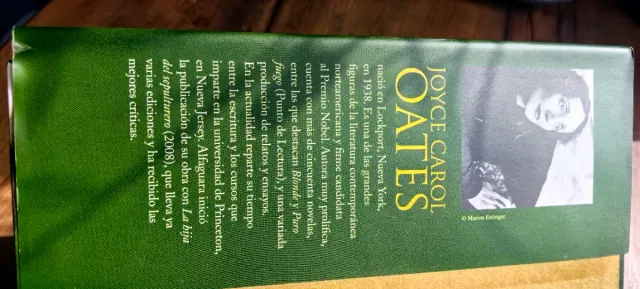 © Marion Ettlinger
JOYCE CAROL
OATES
nació en Lockport, Nueva York,
en 1938. Es una de las grandes
figuras de la literatura contemporánea
norteamericana y firme candidata
al Premio Nobel. Autora muy prolífica,
cuenta con más de cincuenta novelas,
entre las que destacan Blonde y Puro
fuego (Punto de Lectura), y una variada
producción de relatos y ensayos.
En la actualidad reparte su tiempo
entre la escritura y los cursos que
imparte en la universidad de Princeton,
en Nueva Jersey. Alfaguara inició
la publicación de su obra con La hija
del sepulturero (2008), que lleva ya
varias ediciones y ha recibido las
mejores críticas.